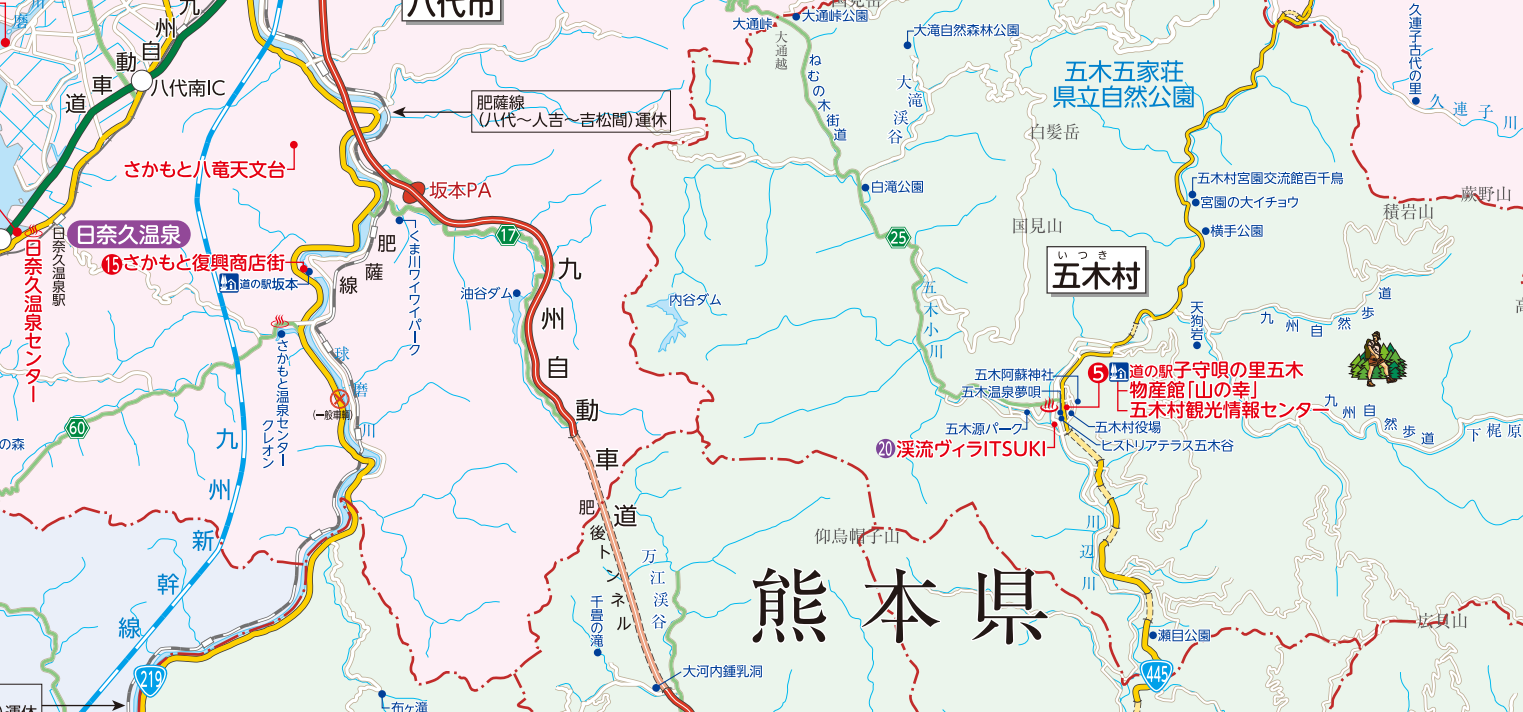 八代市
大通峠
大通峠公園
大通越
大滝自然森林公園
大滝渓谷
ねむの木街道
五木五家荘
県立自然公園
久連子古代の里
久連子川
九州自動車道
八代南IC
肥薩線
(八代〜人吉〜吉松間)運休
白髪岳
さかもと八竜天文台
坂本PA
白滝公園
五木村宮園交流館百千鳥
宮園の大イチョウ
蕨野山
積岩山
国見山
横手公園
日奈久温泉
日奈久温泉駅
日奈久温泉センター
15さかもと復興商店街
道の駅坂本
肥薩線
くま川ワイワイパーク
17
25
いつき
五木村
油谷ダム
内谷ダム
九州自動車道
五木小川
天狗岩
九州自然歩道
さかもと温泉センター
クレオン
球磨川
(一般車輛)
五木阿蘇神社
五木温泉夢唄
5 道の駅子守唄の里五木
物産館「山の幸」
五木村観光情報センター
五木源パーク
五木村役場
ヒストリアテラス五木谷
20渓流ヴィラITSUKI
九州自然歩道
下梶原
60
の森
九州新幹線
肥後トンネル
万江渓谷
千畳の滝
仰烏帽子山
川辺川
熊本県
瀬目公園
大河内鍾乳洞
219
445
布ヶ滝
運休